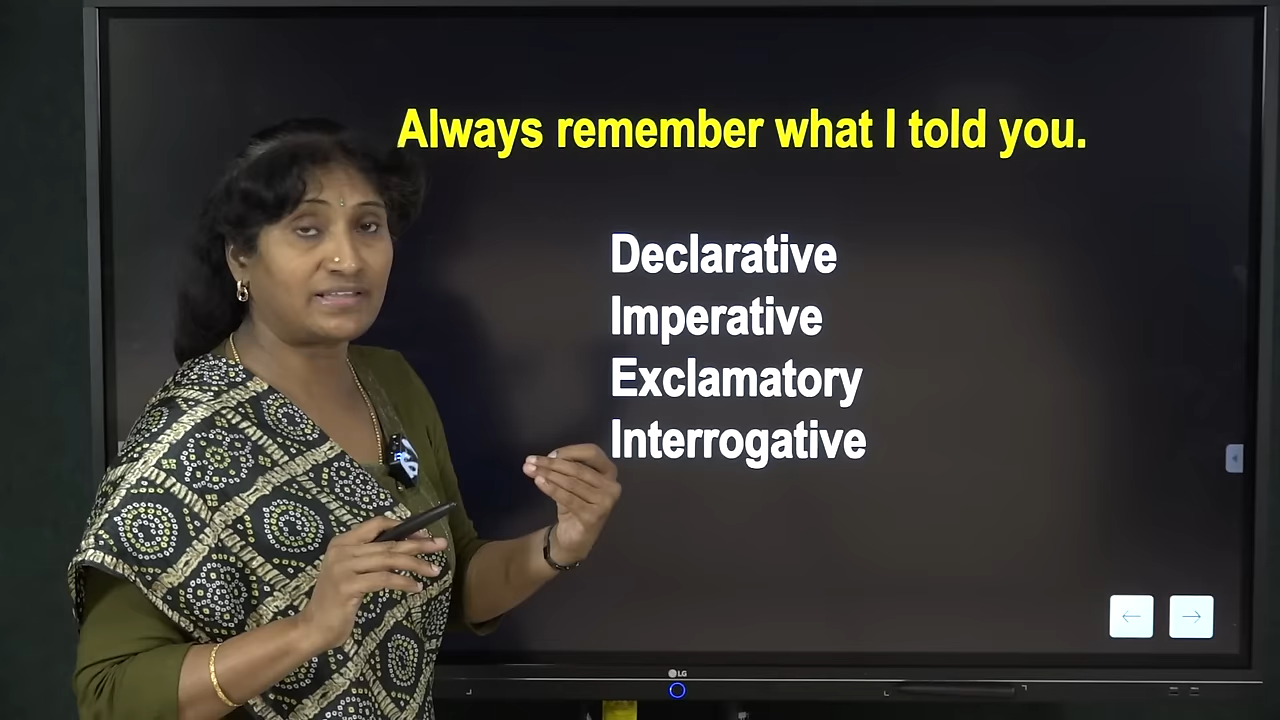 Always remember what I told you.
Declarative
Imperative
Exclamatory
Interrogative
LG